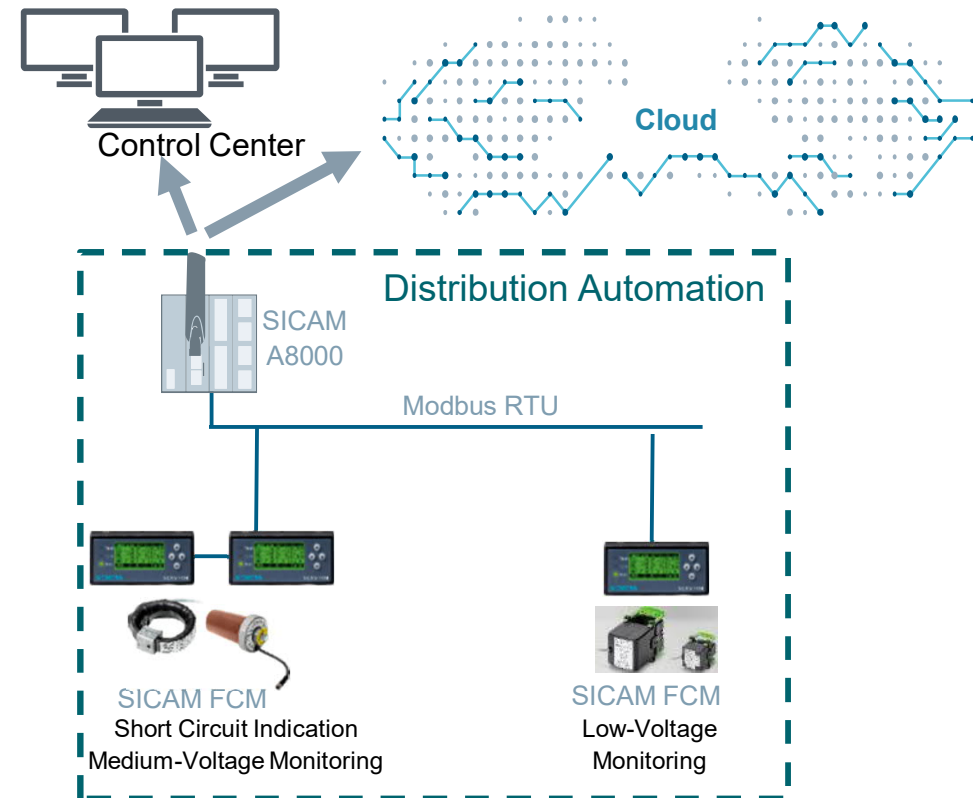 Control Center
Cloud
Distribution Automation
SICAM
A8000
Modbus RTU
SICAM FCM
Short Circuit Indication
Medium-Voltage Monitoring
SICAM FCM
Low-Voltage
Monitoring